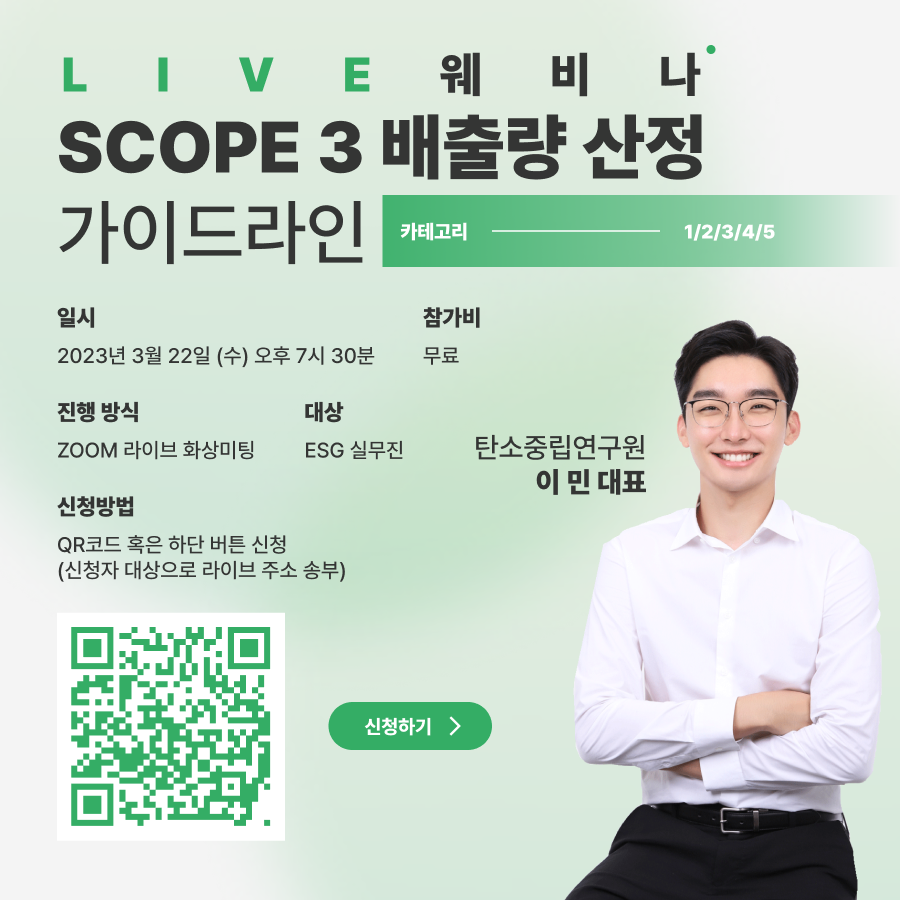 LIVE 웨비나
SCOPE 3 배출량 산정
가이드라인
카테고리 1/2/3/4/5
일시
2023년 3월 22일 (수) 오후 7시 30분
참가비
무료
진행 방식
ZOOM 라이브 화상미팅
대상
ESG 실무진
탄소중립연구원
이 민 대표
신청방법
QR코드 혹은 하단 버튼 신청
(신청자 대상으로 라이브 주소 송부)
신청하기